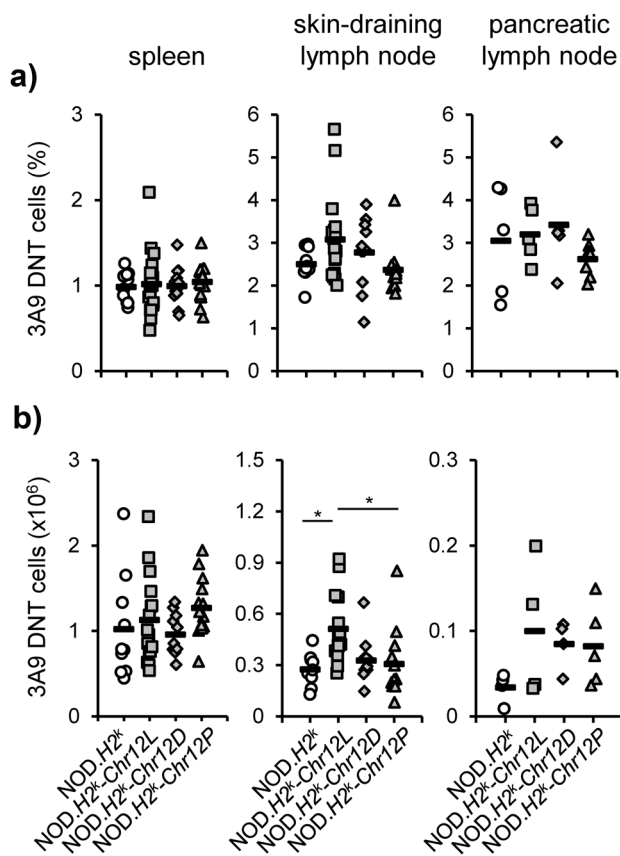 spleen
skin-draining
lymph node
pancreatic
lymph node
a)
3A9 DNT cells (%)
3
2
1
0
6
5
4
3
2
1
0
6
5
4
3
2
1
0
b)
3A9 DNT cells (x10⁶)
3
2
1
0
1.5
1.2
0.9
0.6
0.3
0
* *
0.3
0.2
0.1
0
NOD.H2ᵏ
NOD.H2ᵏ-Chr12L
NOD.H2ᵏ-Chr12D
NOD.H2ᵏ-Chr12P
NOD.H2ᵏ
NOD.H2ᵏ-Chr12L
NOD.H2ᵏ-Chr12D
NOD.H2ᵏ-Chr12P
NOD.H2ᵏ
NOD.H2ᵏ-Chr12L
NOD.H2ᵏ-Chr12D
NOD.H2ᵏ-Chr12P